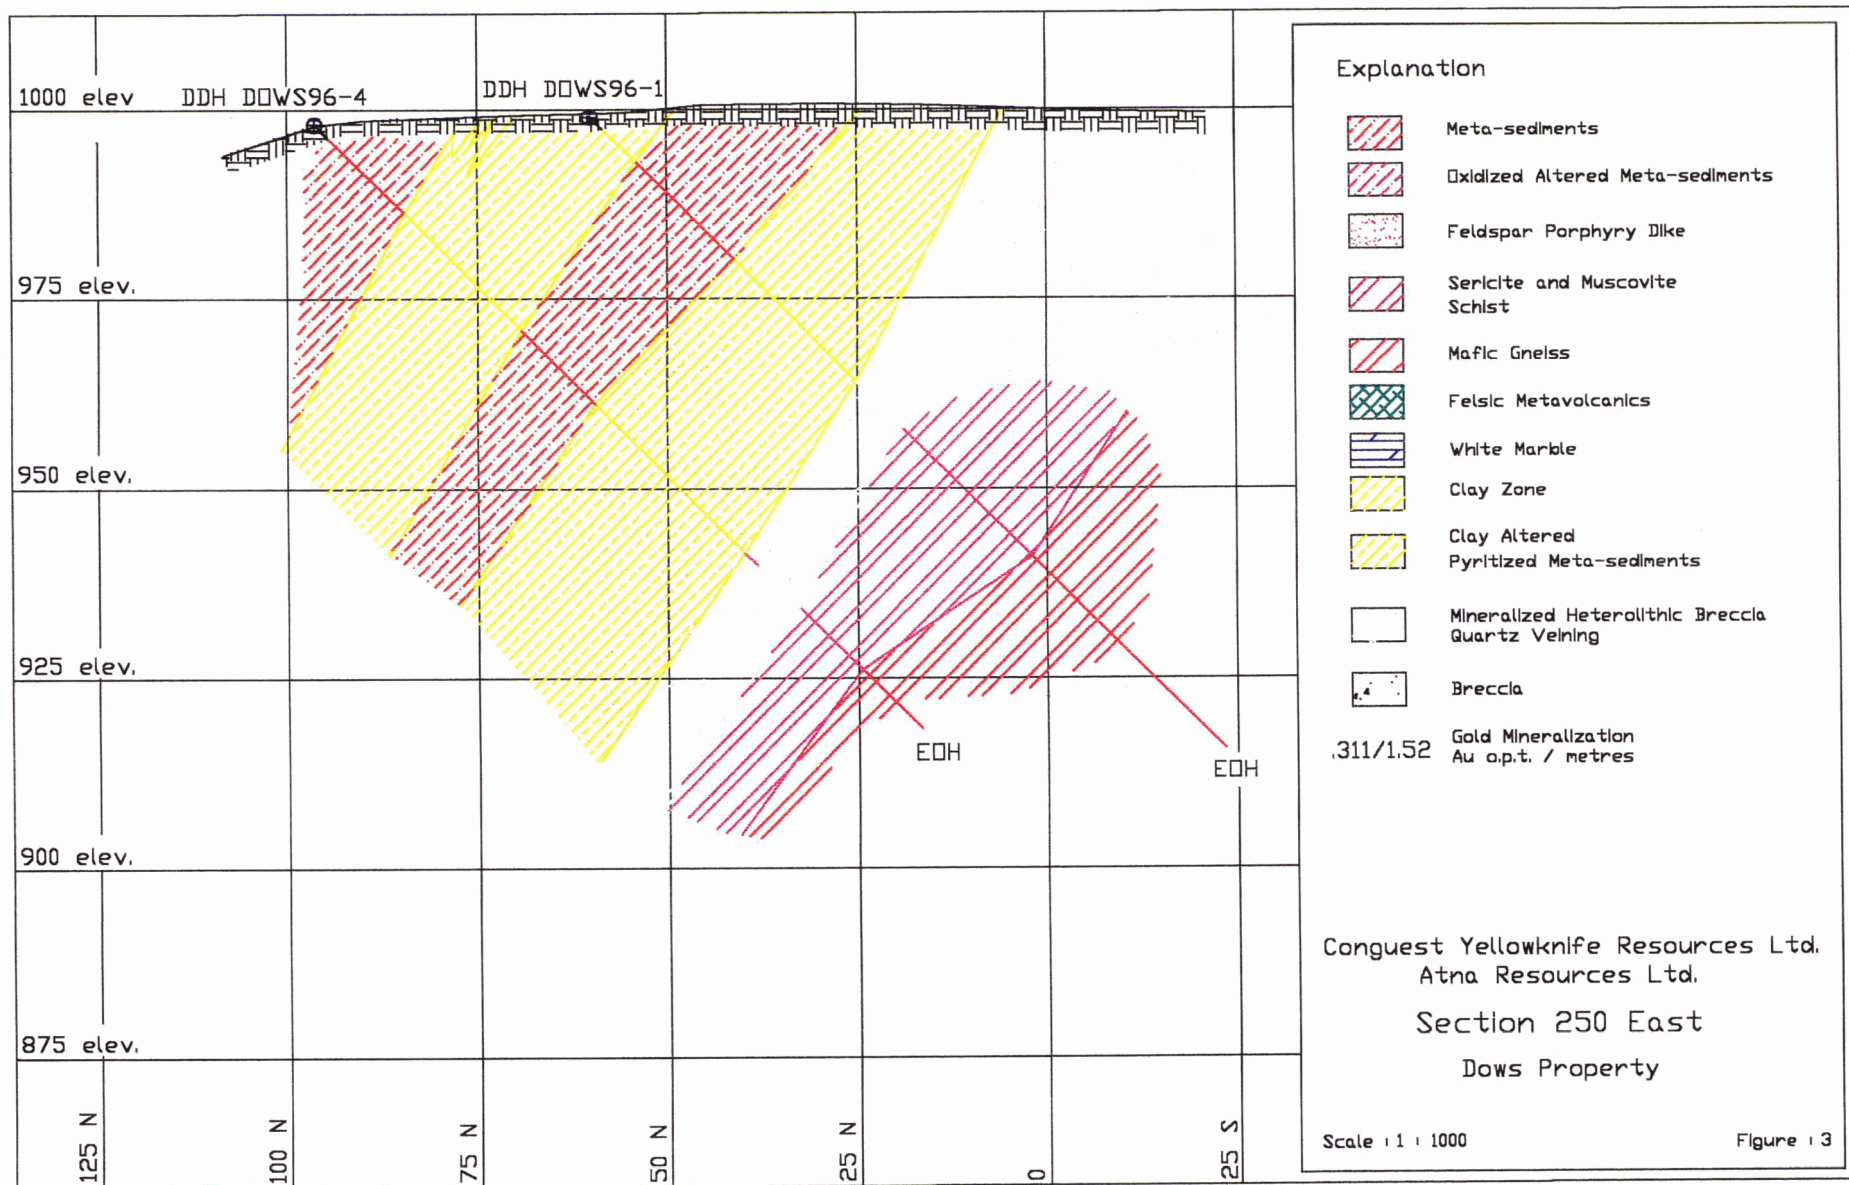 1000 elev
DDH DOWS96-4
DDH DOWS96-1
975 elev.
950 elev.
925 elev.
900 elev.
875 elev.
EOH
EOH
125 N
100 N
75 N
50 N
25 N
0
25 S
Explanation
Meta-sediments
Oxidized Altered Meta-sediments
Feldspar Porphyry Dike
Sericite and Muscovite
Schist
Mafic Gneiss
Felsic Metavolcanics
White Marble
Clay Zone
Clay Altered
Pyritized Meta-sediments
Mineralized Heterolithic Breccia
Quartz Veining
Breccia
.311/1.52
Gold Mineralization
Au o.p.t. / metres
Conguest Yellowknife Resources Ltd.
Atna Resources Ltd.
Section 250 East
Dows Property
Scale : 1 : 1000
Figure : 3